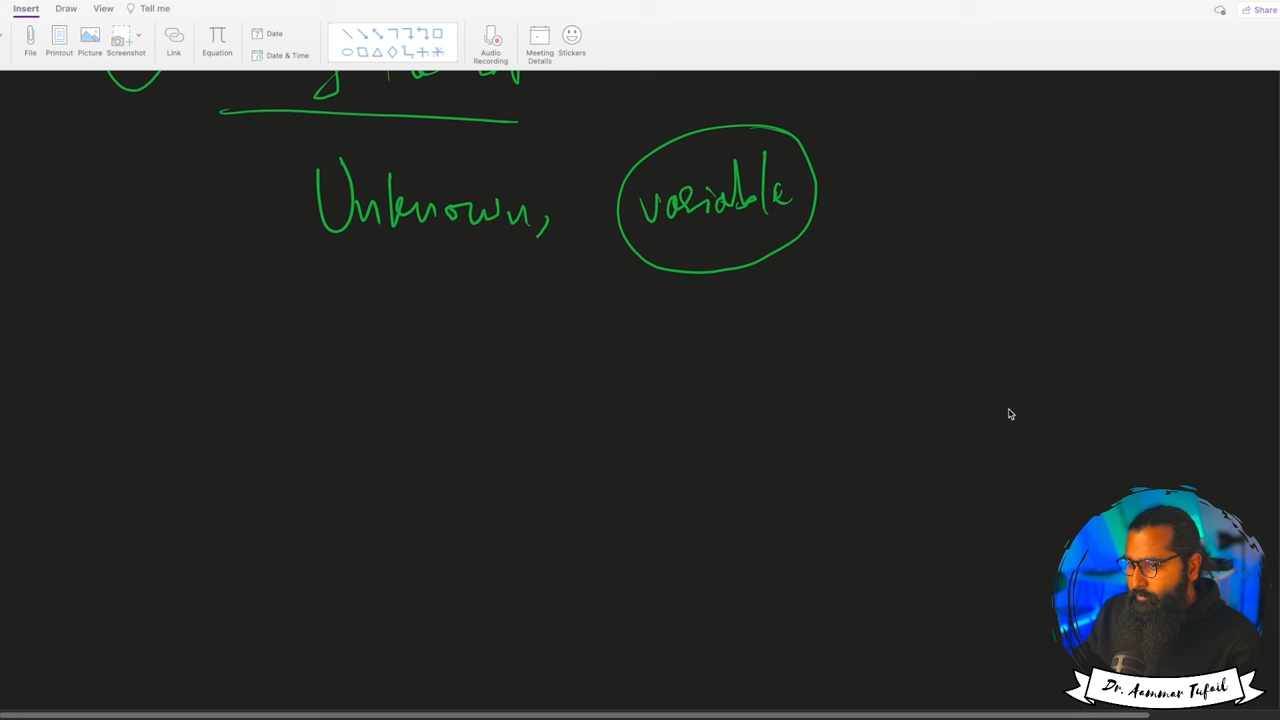 Insert Draw View Tell me Share
File Printout Picture Screenshot Link Equation Date Date & Time Audio Recording Meeting Details Stickers
Unknown, variable
Dr. Aammar Tufail